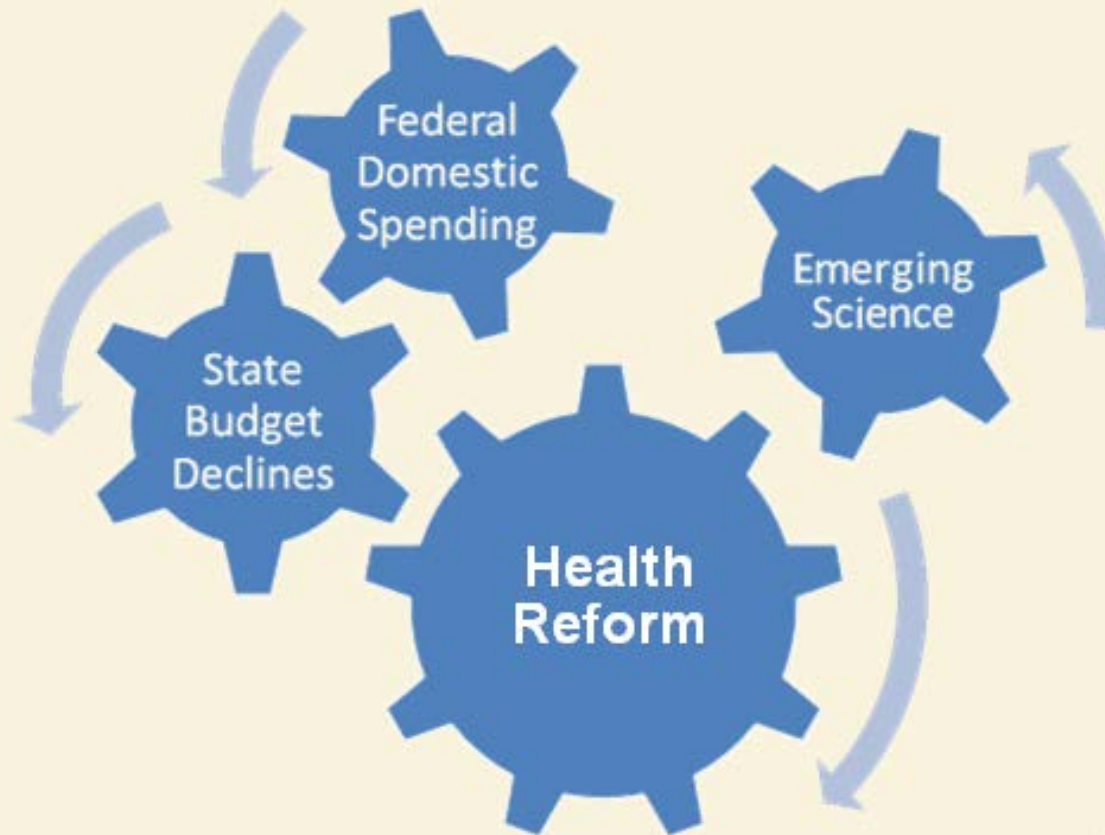 Federal
Domestic
Spending
Emerging
Science
State
Budget
Declines
Health
Reform